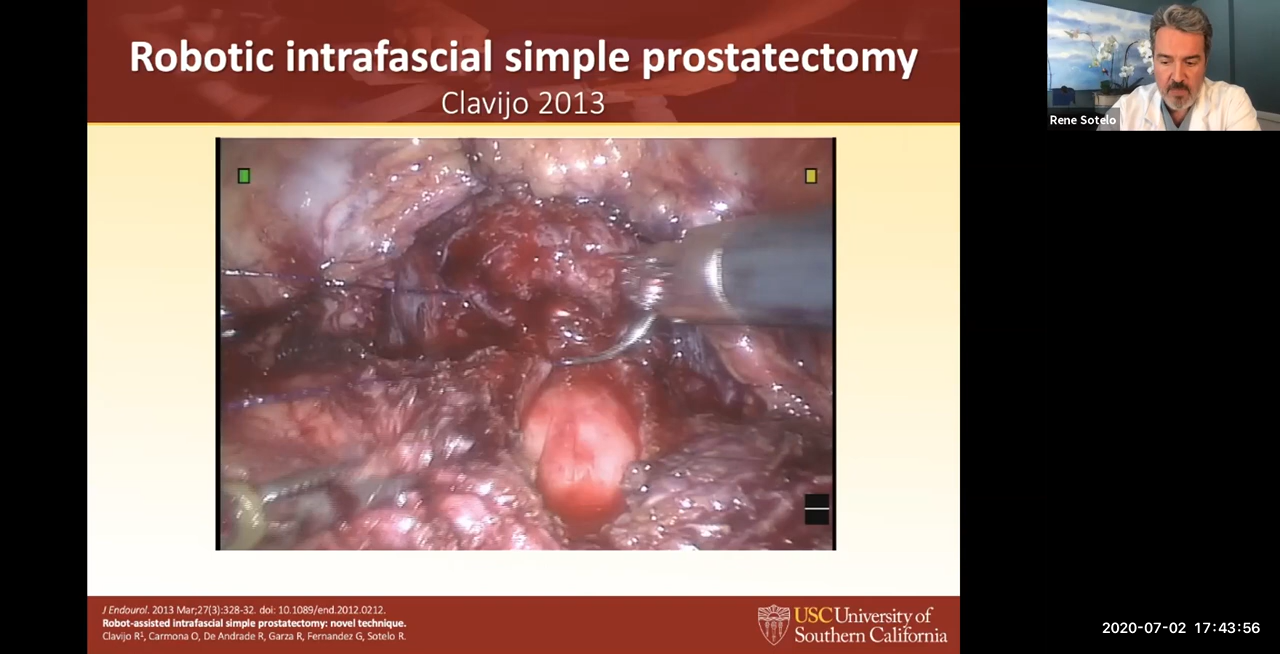 Robotic intrafascial simple prostatectomy
Clavijo 2013
Rene Sotelo
J Endourol. 2013 Mar;27(3):328-32. doi: 10.1089/end.2012.0212.
Robot-assisted intrafascial simple prostatectomy: novel technique.
Clavijo R¹, Carmona O, De Andrade R, Garza R, Fernandez G, Sotelo R.
USC University of
Southern California
2020-07-02 17:43:56